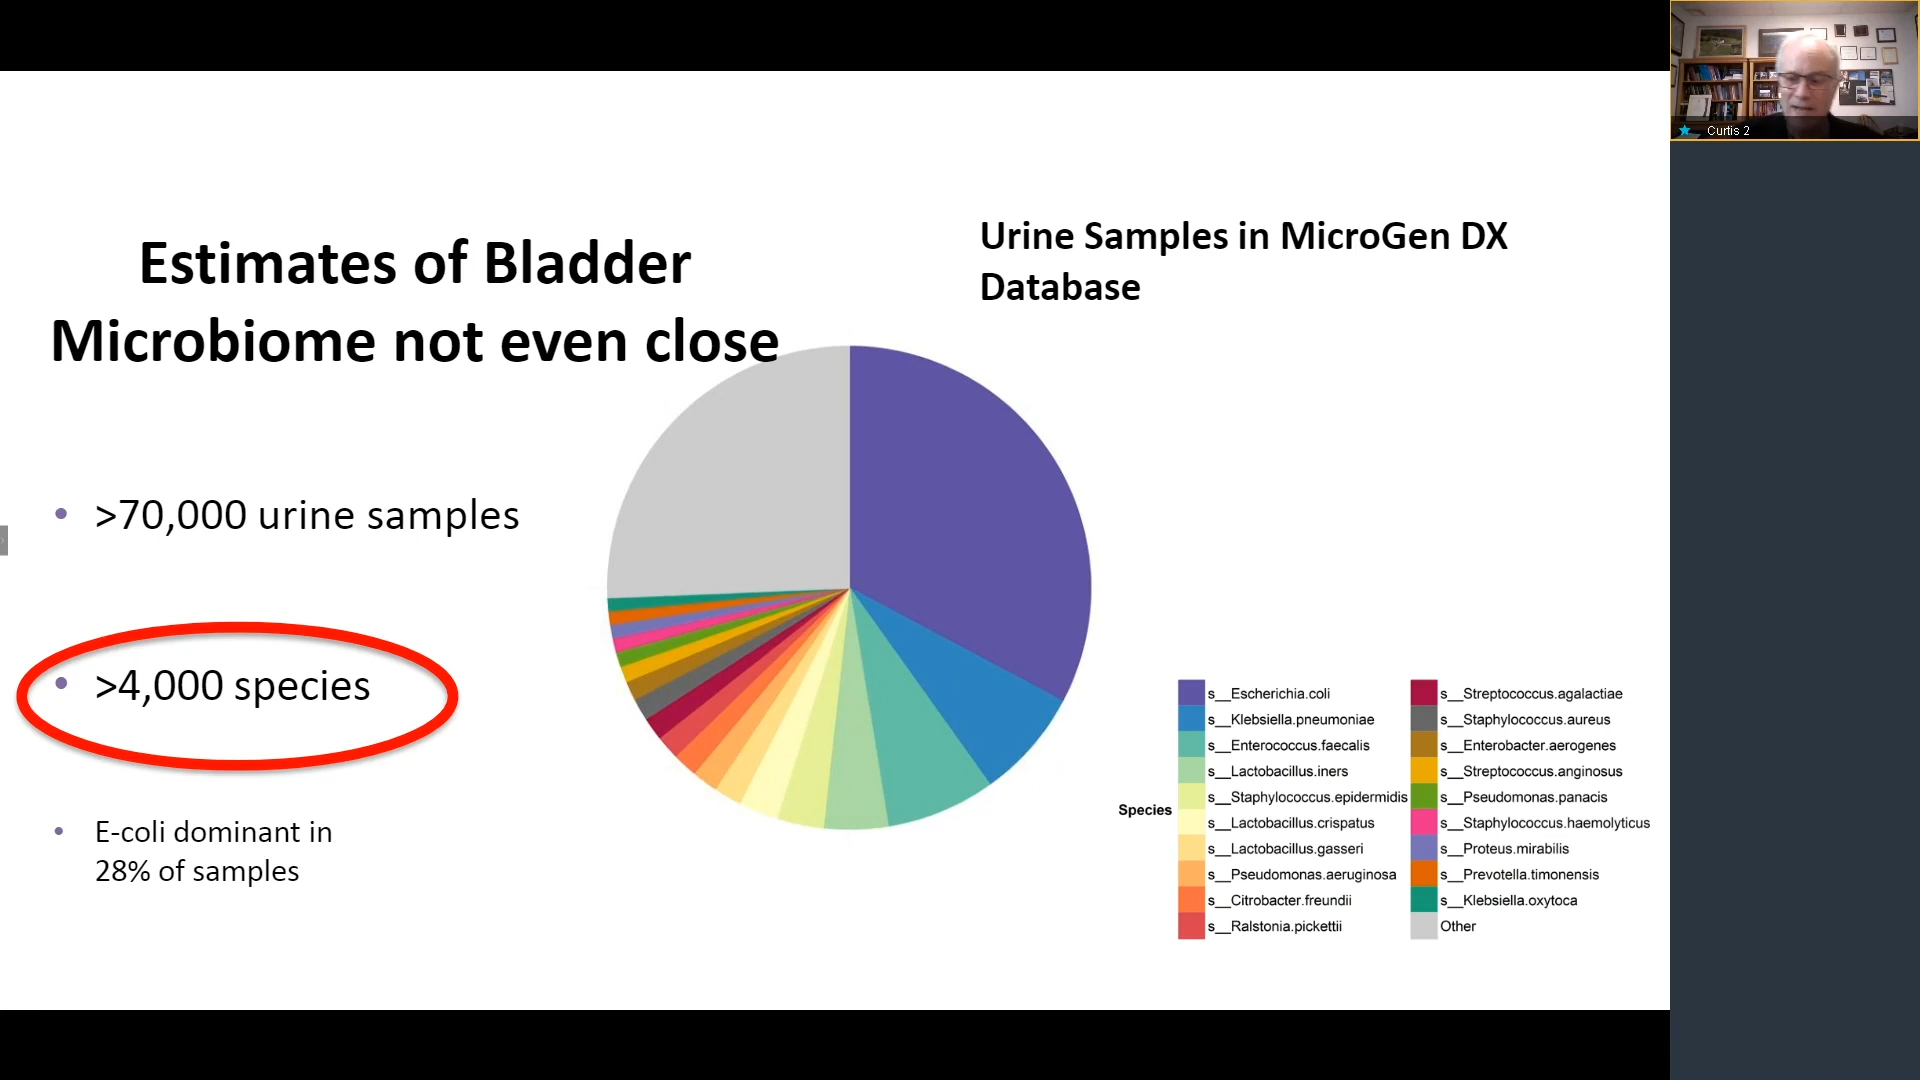 Estimates of Bladder
Microbiome not even close
Urine Samples in MicroGen DX
Database
• >70,000 urine samples
• >4,000 species
• E-coli dominant in
28% of samples
Species
s__Escherichia.coli
s__Klebsiella.pneumoniae
s__Enterococcus.faecalis
s__Lactobacillus.iners
s__Staphylococcus.epidermidis
s__Lactobacillus.crispatus
s__Lactobacillus.gasseri
s__Pseudomonas.aeruginosa
s__Citrobacter.freundii
s__Ralstonia.pickettii
s__Streptococcus.agalactiae
s__Staphylococcus.aureus
s__Enterobacter.aerogenes
s__Streptococcus.anginosus
s__Pseudomonas.panacis
s__Staphylococcus.haemolyticus
s__Proteus.mirabilis
s__Prevotella.timonensis
s__Klebsiella.oxytoca
Other
Curtis 2